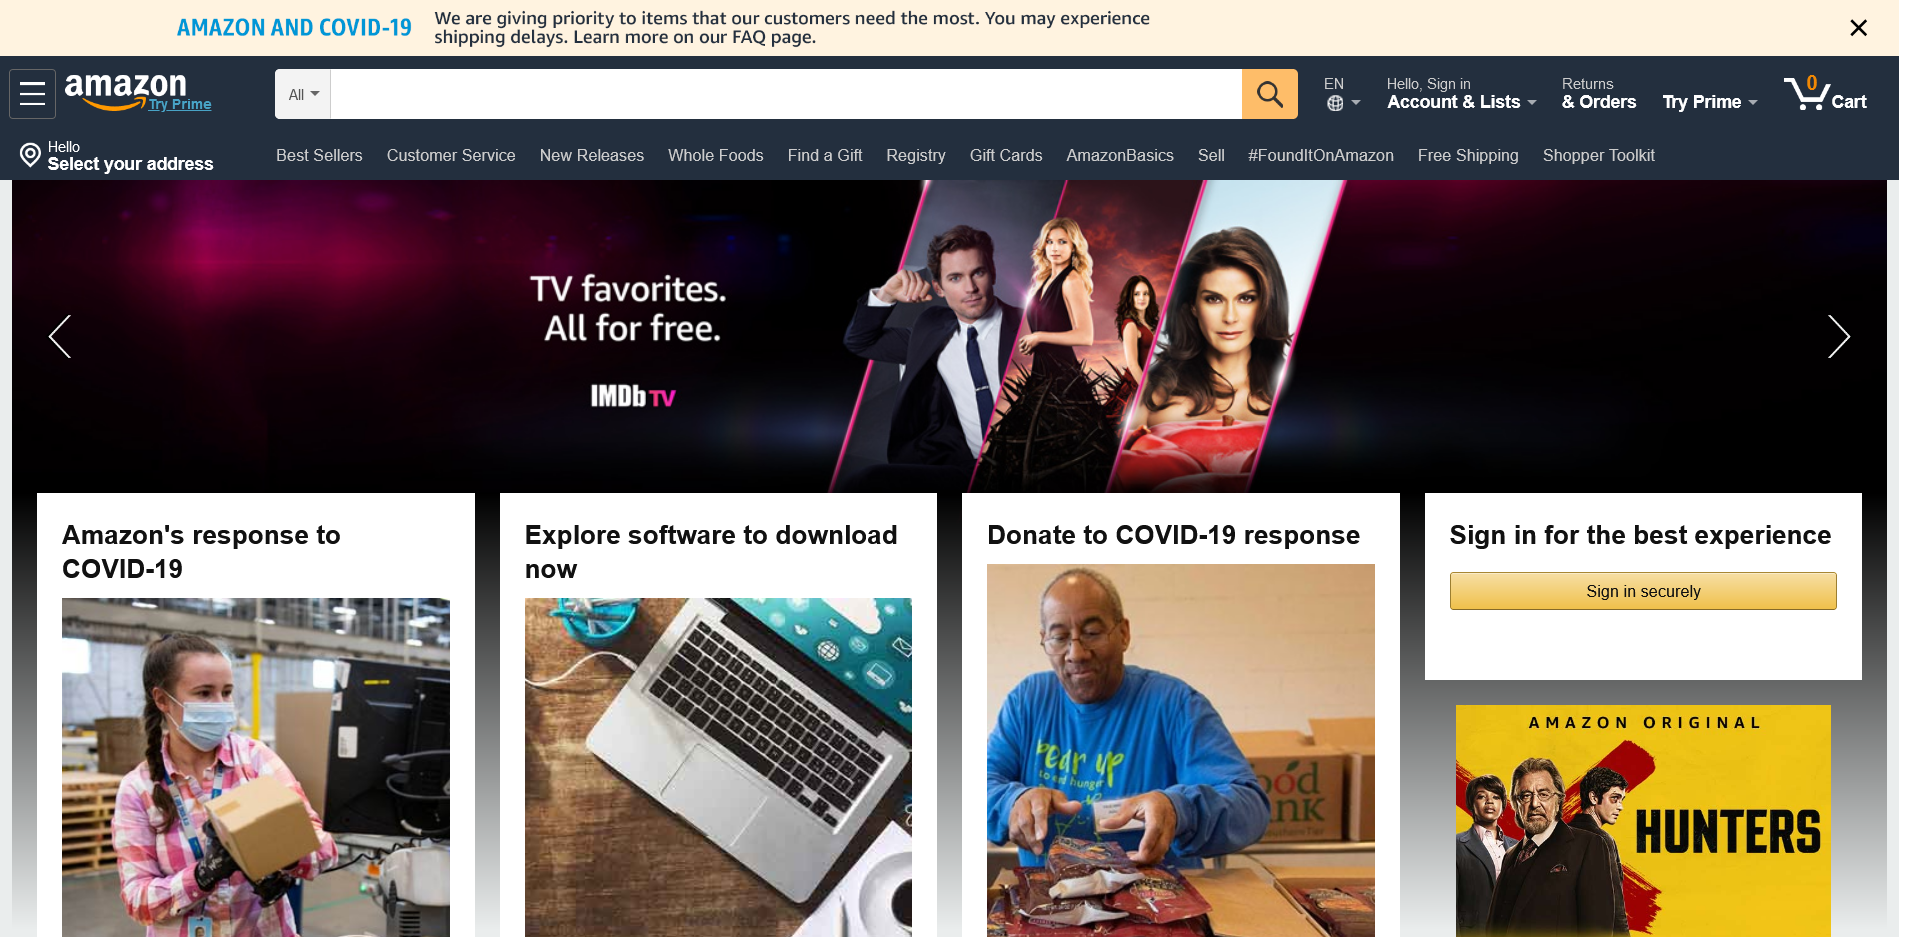 AMAZON AND COVID-19
We are giving priority to items that our customers need the most. You may experience
shipping delays. Learn more on our FAQ page.
amazon
Try Prime
All
EN
Hello, Sign in
Account & Lists
Returns
& Orders
Try Prime
0
Cart
Hello
Select your address
Best Sellers
Customer Service
New Releases
Whole Foods
Find a Gift
Registry
Gift Cards
AmazonBasics
Sell
#FoundItOnAmazon
Free Shipping
Shopper Toolkit
TV favorites.
All for free.
IMDb TV
Amazon's response to
COVID-19
Explore software to download
now
Donate to COVID-19 response
Sign in for the best experience
Sign in securely
AMAZON ORIGINAL
HUNTERS